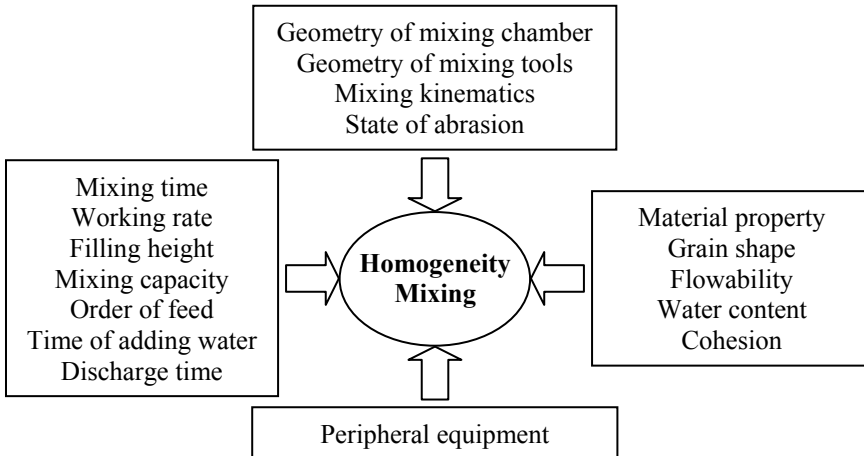 Geometry of mixing chamber
Geometry of mixing tools
Mixing kinematics
State of abrasion
Mixing time
Working rate
Filling height
Mixing capacity
Order of feed
Time of adding water
Discharge time
Homogeneity
Mixing
Material property
Grain shape
Flowability
Water content
Cohesion
Peripheral equipment